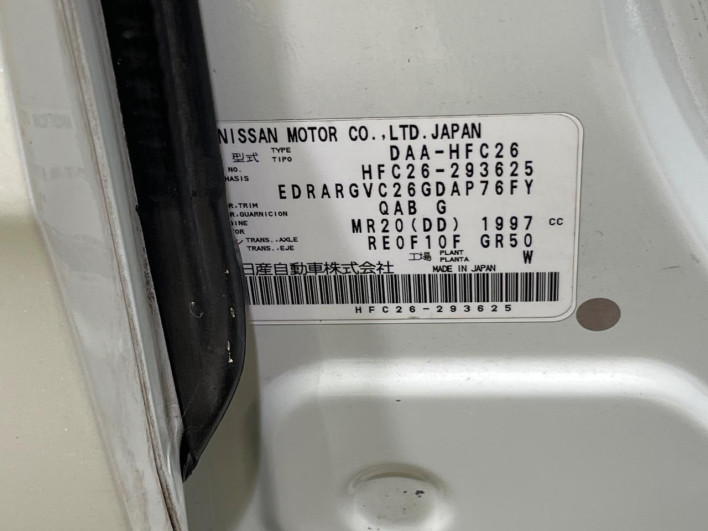 NISSAN MOTOR CO.,LTD.JAPAN
型式 TYPE TIPO DAA-HFC26
NO. HASIS HFC26-293625
EDRARGVC26GDAP76FY
R.TRIM R.GUARNICION QAB G
INE TOR MR20(DD) 1997 cc
TRANS..AXLE TRANS..EJE RE0F10F GR50
工場 PLANT PLANTA W
日産自動車株式会社 MADE IN JAPAN
HFC26-293625